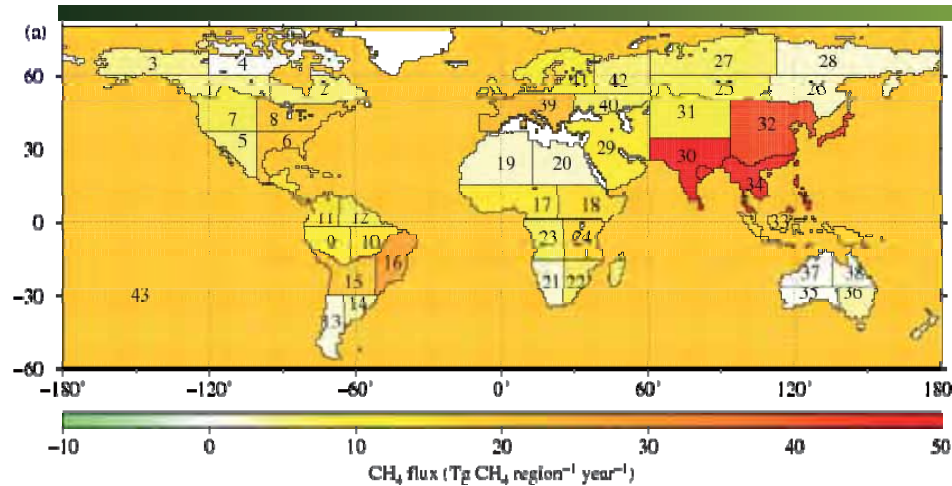 (a)
60
30
0
−30
−60
3 4 27 28
1 2 41 42 25 26
7 8 39 40 31 32
5 6 29 30
19 20 34
11 12 17 18 33
9 10 23 24
16
15 21 22 37 38
43 14 35 36
13
−180° −120° −60° 0° 60° 120° 180
−10 0 10 20 30 40 50
CH₄ flux (Tg CH₄ region⁻¹ year⁻¹)